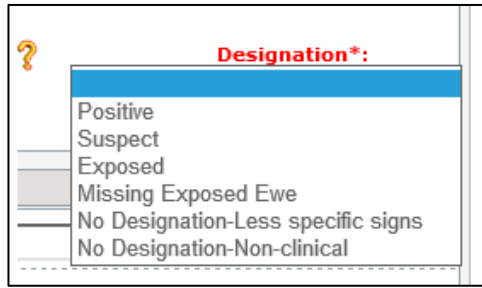 Designation*:
Positive
Suspect
Exposed
Missing Exposed Ewe
No Designation-Less specific signs
No Designation-Non-clinical